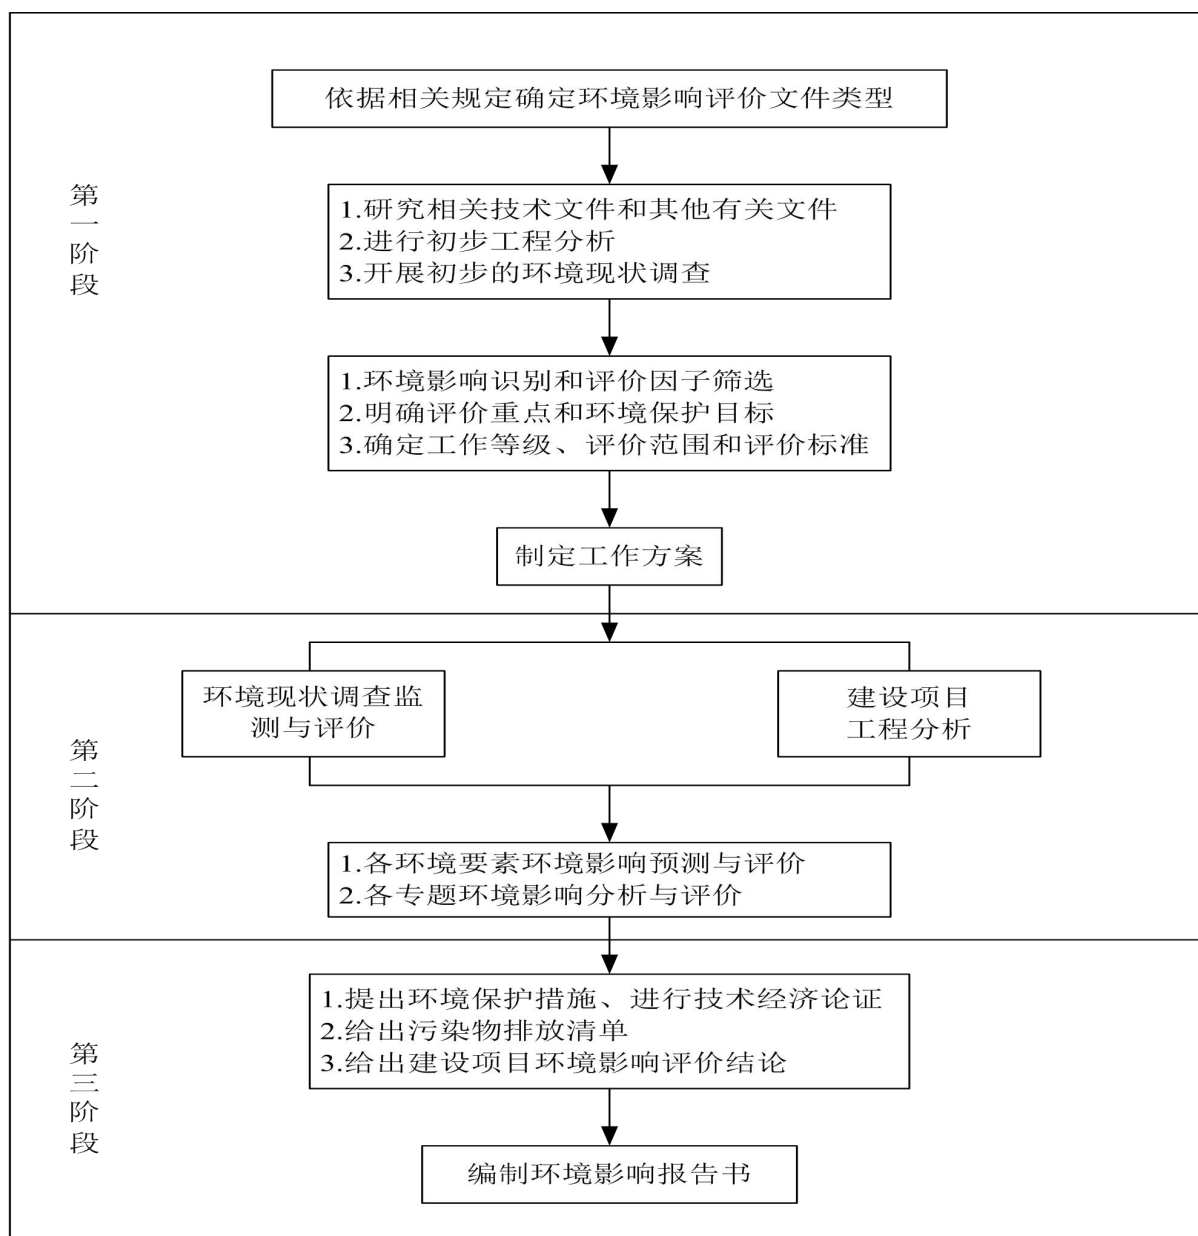 依据相关规定确定环境影响评价文件类型
第一阶段
1.研究相关技术文件和其他有关文件
2.进行初步工程分析
3.开展初步的环境现状调查
1.环境影响识别和评价因子筛选
2.明确评价重点和环境保护目标
3.确定工作等级、评价范围和评价标准
制定工作方案
第二阶段
环境现状调查监
测与评价
建设项目
工程分析
1.各环境要素环境影响预测与评价
2.各专题环境影响分析与评价
第三阶段
1.提出环境保护措施、进行技术经济论证
2.给出污染物排放清单
3.给出建设项目环境影响评价结论
编制环境影响报告书